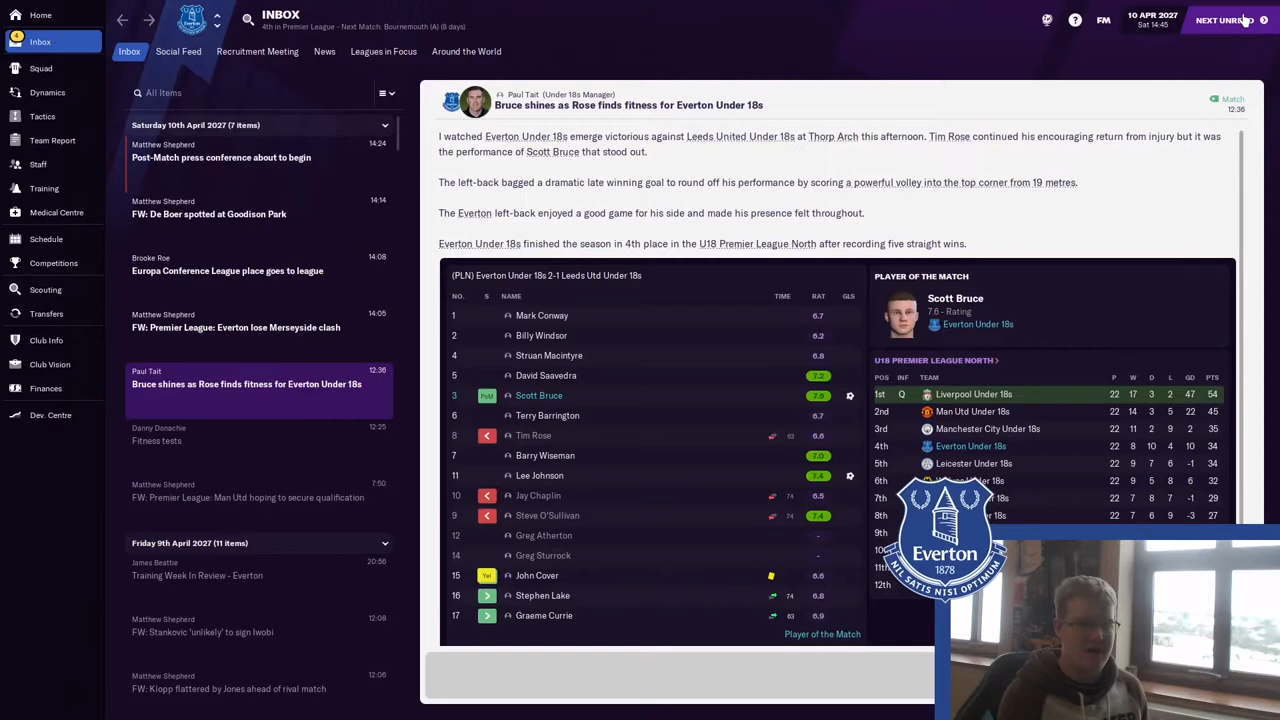 Home
INBOX
4th in Premier League - Next Match: Bournemouth (A) (8 days)
FM
10 APR 2027
Sat 14:45
4
Inbox
Squad
Dynamics
Tactics
Team Report
Staff
Training
Medical Centre
Schedule
Competitions
Scouting
Transfers
Club Info
Club Vision
Finances
Dev. Centre
Inbox Social Feed Recruitment Meeting News Leagues in Focus Around the World
All Items
Saturday 10th April 2027 (7 items)
Matthew Shepherd 14:24
Post-Match press conference about to begin
Matthew Shepherd 14:14
FW: De Boer spotted at Goodison Park
Brooke Roe 14:08
Europa Conference League place goes to league
Matthew Shepherd 14:05
FW: Premier League: Everton lose Merseyside clash
Paul Tait 12:36
Bruce shines as Rose finds fitness for Everton Under 18s
Danny Donachie 12:25
Fitness tests
Matthew Shepherd 7:50
FW: Premier League: Man Utd hoping to secure qualification
Friday 9th April 2027 (11 items)
James Beattie 20:56
Training Week In Review - Everton
Matthew Shepherd 12:08
FW: Stankovic 'unlikely' to sign Iwobi
Matthew Shepherd 12:06
FW: Klopp flattered by Jones ahead of rival match
Paul Tait (Under 18s Manager)
Bruce shines as Rose finds fitness for Everton Under 18s
Match
12:36
I watched Everton Under 18s emerge victorious against Leeds United Under 18s at Thorp Arch this afternoon. Tim Rose continued his encouraging return from injury but it was
the performance of Scott Bruce that stood out.
The left-back bagged a dramatic late winning goal to round off his performance by scoring a powerful volley into the top corner from 19 metres.
The Everton left-back enjoyed a good game for his side and made his presence felt throughout.
Everton Under 18s finished the season in 4th place in the U18 Premier League North after recording five straight wins.
(PLN) Everton Under 18s 2-1 Leeds Utd Under 18s
NO. S NAME TIME RAT GLS
1 Mark Conway 6.7
2 Billy Windsor 6.2
4 Struan Macintyre 6.8
5 David Saavedra 7.2
3 PoM Scott Bruce 7.6
6 Terry Barrington 6.7
8 Tim Rose 63 6.6
7 Barry Wiseman 7.0
11 Lee Johnson 7.4
10 Jay Chaplin 74 6.5
9 Steve O'Sullivan 74 7.4
12 Greg Atherton -
14 Greg Sturrock -
15 Yel John Cover 6.6
16 Stephen Lake 74 6.8
17 Graeme Currie 63 6.9
Player of the Match
PLAYER OF THE MATCH
Scott Bruce
7.6 - Rating
Everton Under 18s
U18 PREMIER LEAGUE NORTH
POS INF TEAM P W D L GD PTS
1st Q Liverpool Under 18s 22 17 3 2 47 54
2nd Man Utd Under 18s 22 14 3 5 22 45
3rd Manchester City Under 18s 22 11 2 9 2 35
4th Everton Under 18s 22 8 10 4 10 34
5th Leicester Under 18s 22 9 7 6 -1 34
6th Under 18s 22 9 5 8 6 32
7th 18s 22 7 8 7 -1 29
8th 18s 22 7 6 9 -3 27
9th
10
11th
12th
Everton
1878
NIL SATIS NISI OPTIMUM